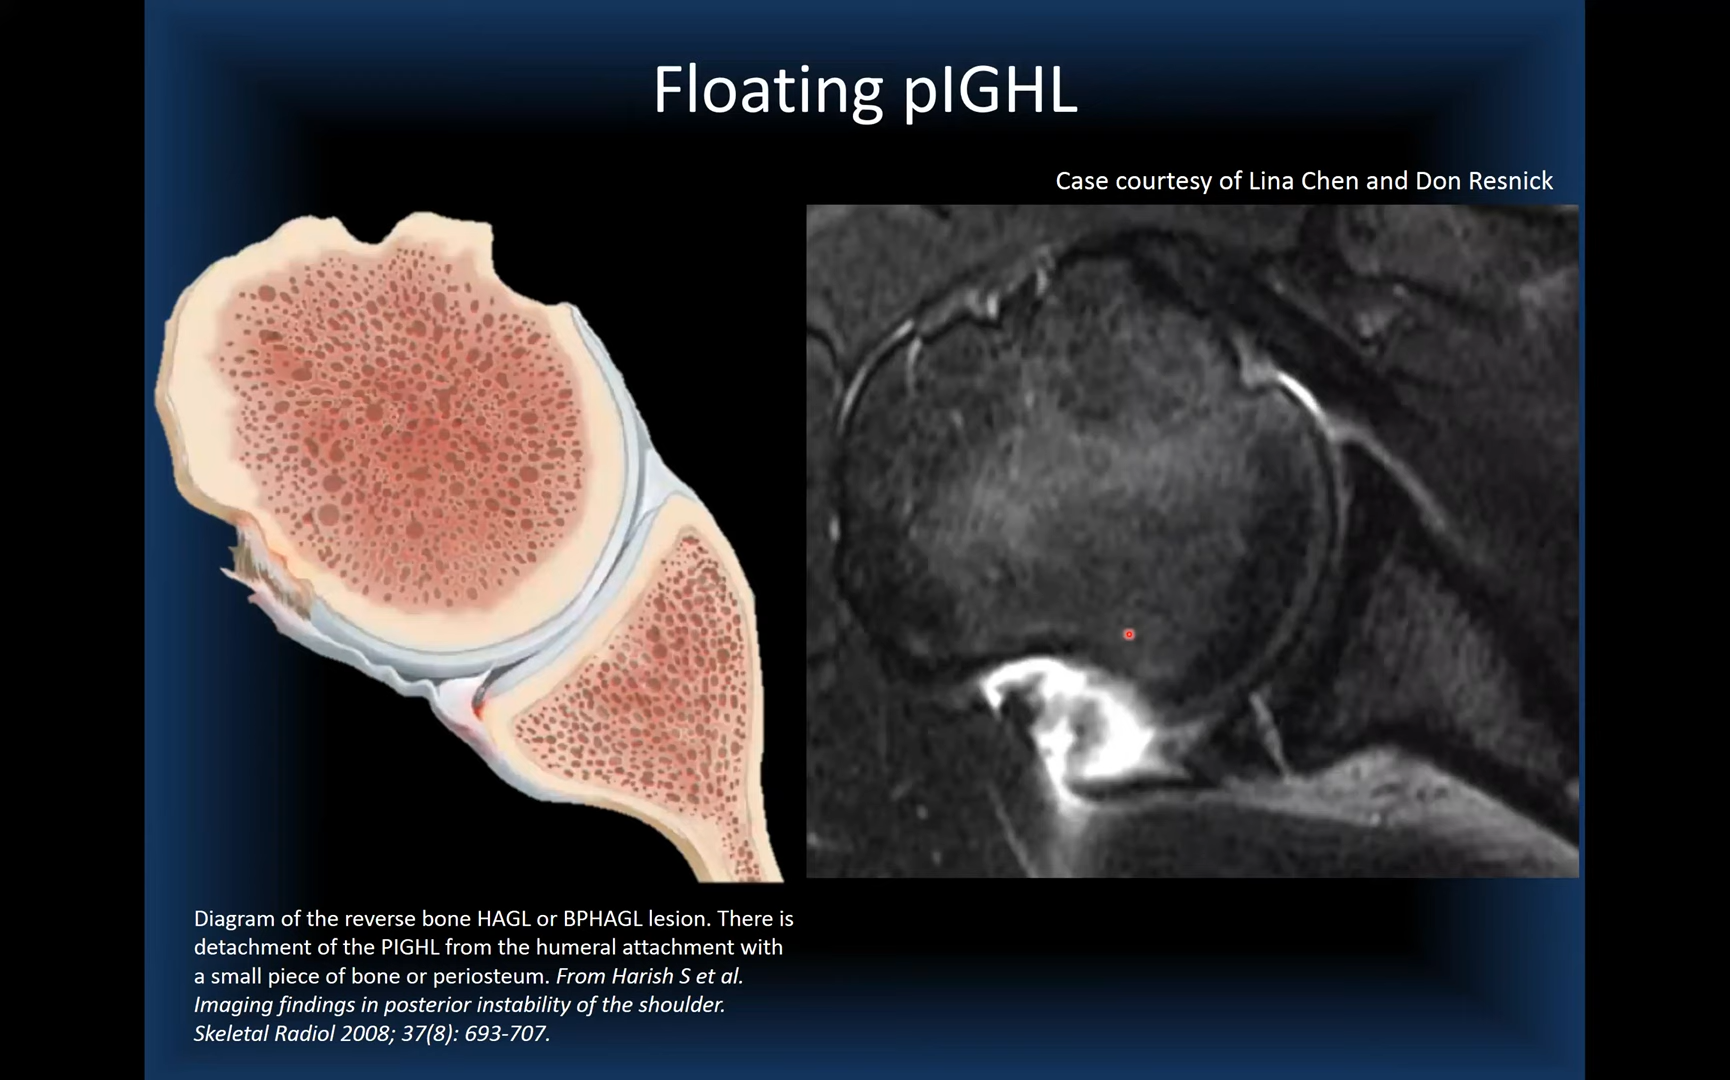 Floating pIGHL
Case courtesy of Lina Chen and Don Resnick
Diagram of the reverse bone HAGL or BPHAGL lesion. There is
detachment of the PIGHL from the humeral attachment with
a small piece of bone or periosteum. From Harish S et al.
Imaging findings in posterior instability of the shoulder.
Skeletal Radiol 2008; 37(8): 693-707.